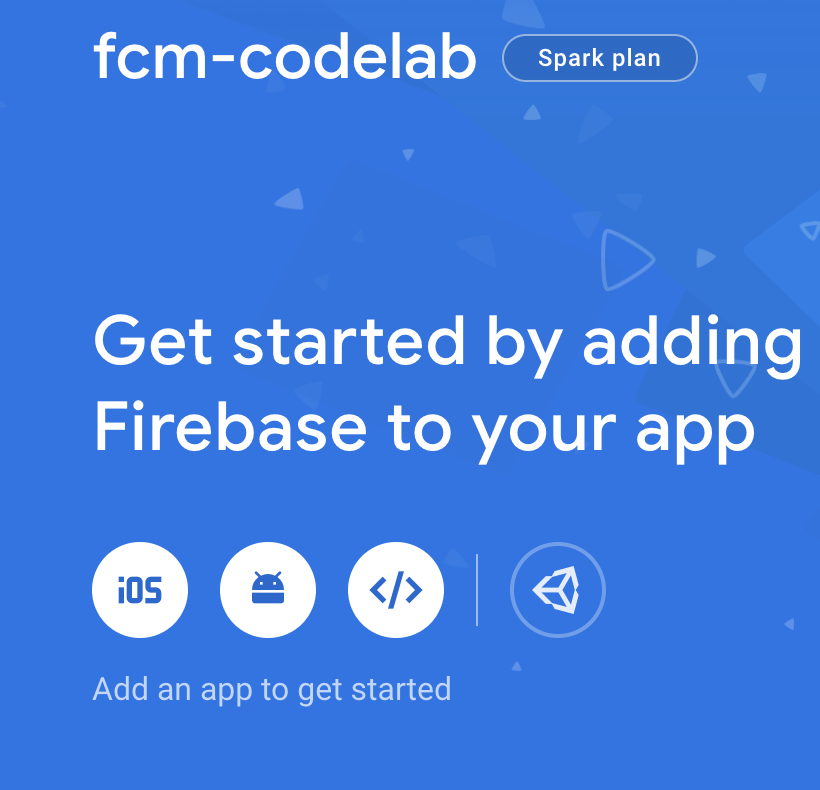 fcm-codelab
Spark plan
Get started by adding
Firebase to your app
iOS
</>
Add an app to get started